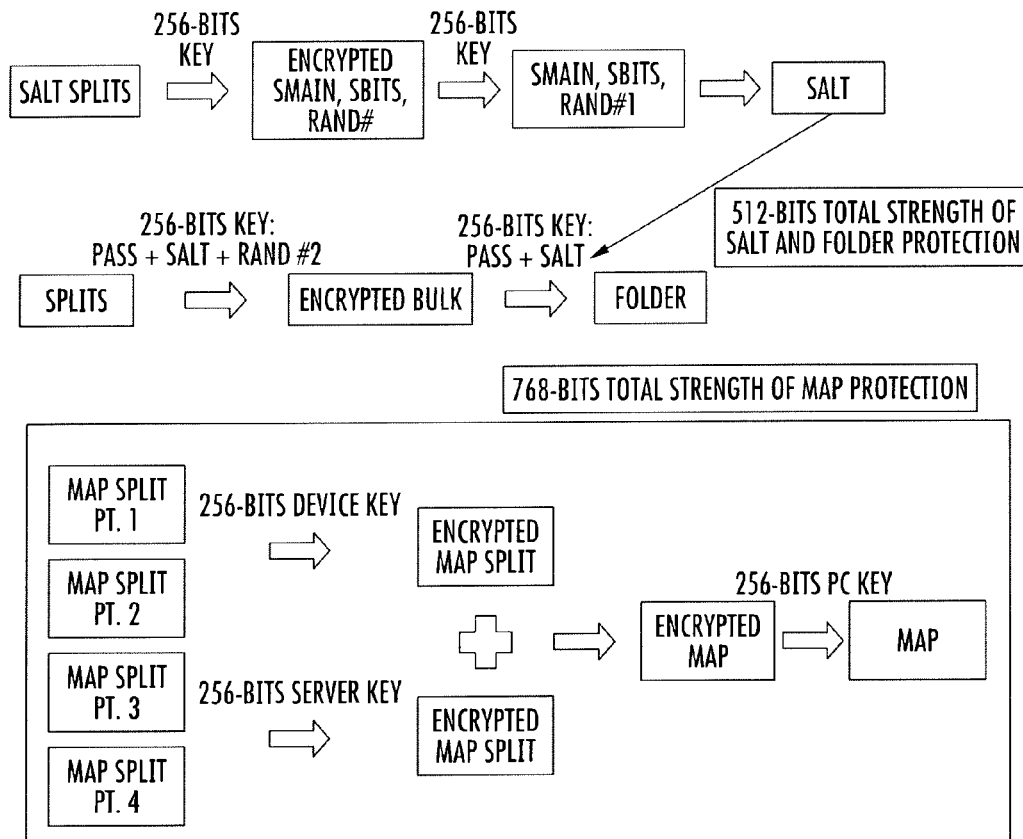 256-BITS
KEY
256-BITS
KEY
SALT SPLITS
ENCRYPTED
SMAIN, SBITS,
RAND#
SMAIN, SBITS,
RAND#1
SALT
256-BITS KEY:
PASS + SALT + RAND #2
256-BITS KEY:
PASS + SALT
512-BITS TOTAL STRENGTH OF
SALT AND FOLDER PROTECTION
SPLITS
ENCRYPTED BULK
FOLDER
768-BITS TOTAL STRENGTH OF MAP PROTECTION
MAP SPLIT
PT. 1
256-BITS DEVICE KEY
ENCRYPTED
MAP SPLIT
MAP SPLIT
PT. 2
256-BITS PC KEY
ENCRYPTED
MAP
MAP
MAP SPLIT
PT. 3
256-BITS SERVER KEY
ENCRYPTED
MAP SPLIT
MAP SPLIT
PT. 4